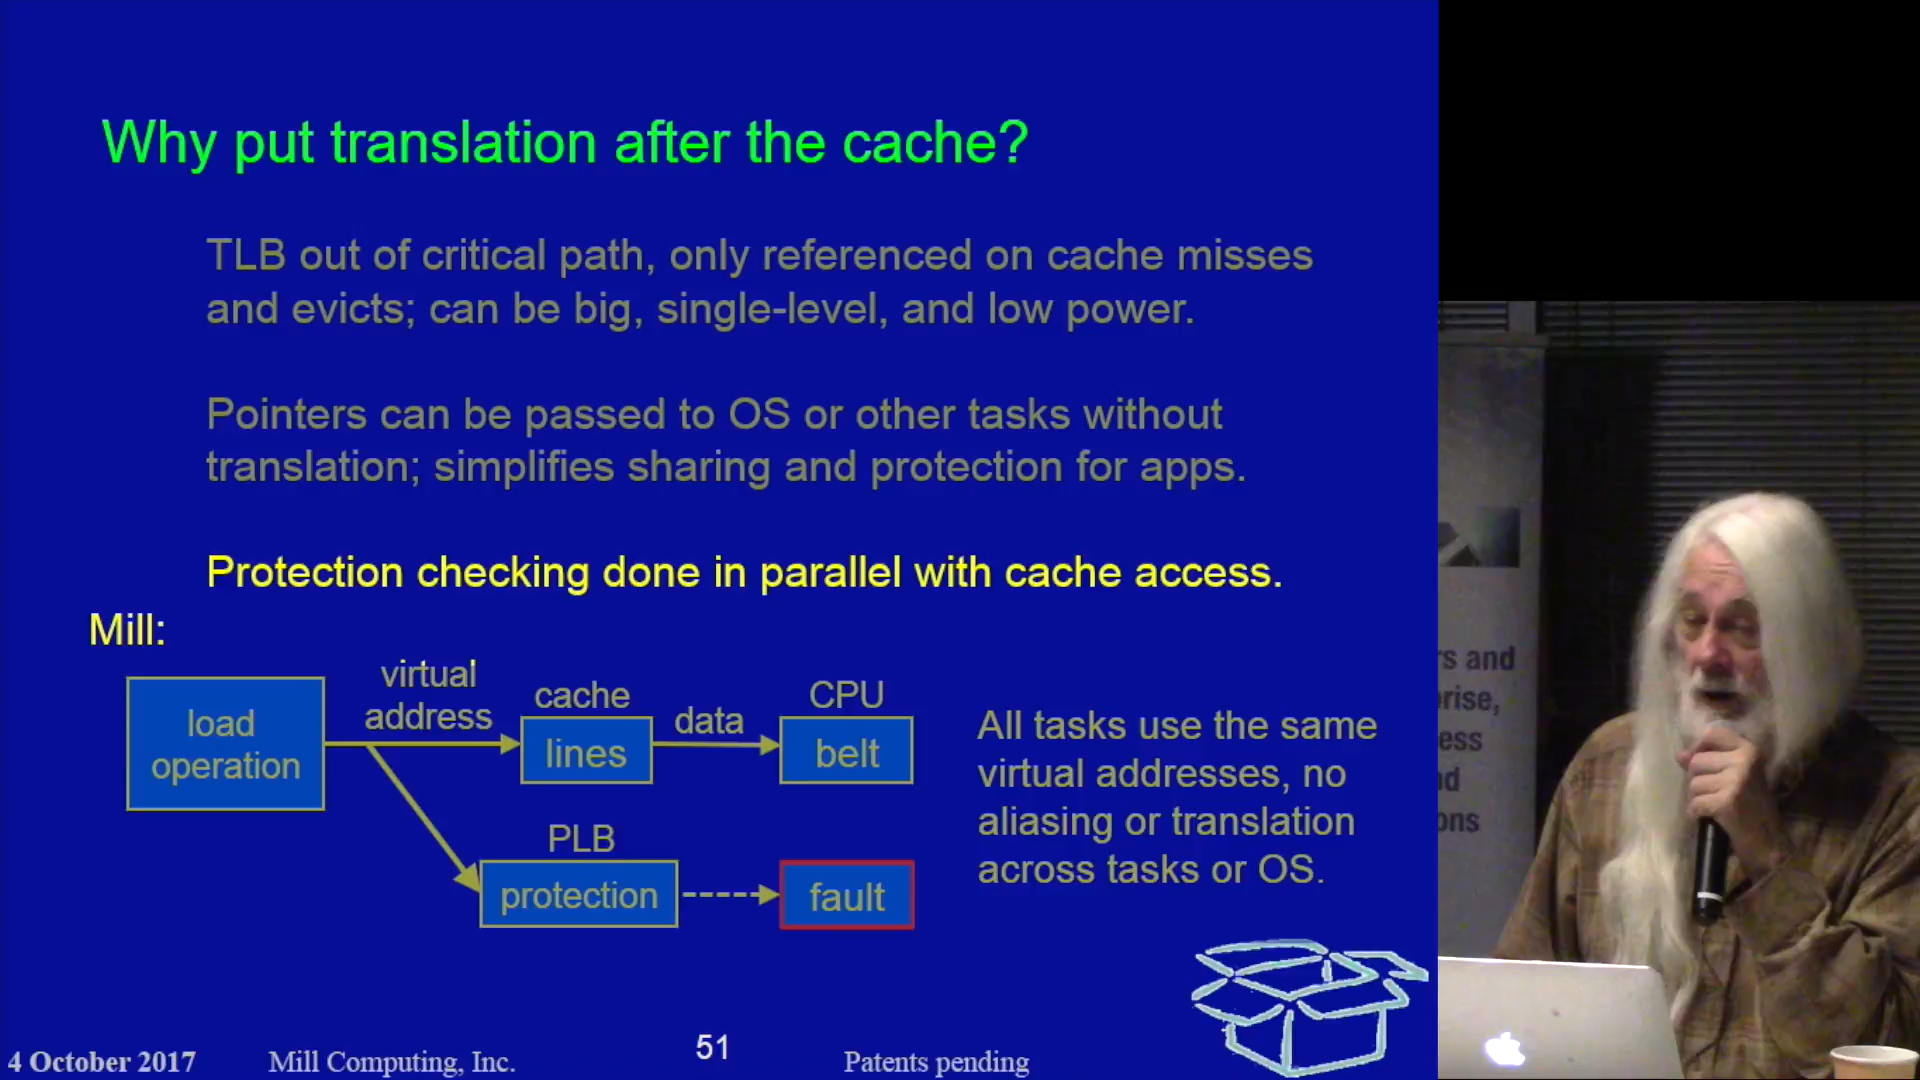 Why put translation after the cache?
TLB out of critical path, only referenced on cache misses
and evicts; can be big, single-level, and low power.
Pointers can be passed to OS or other tasks without
translation; simplifies sharing and protection for apps.
Protection checking done in parallel with cache access.
Mill:
load
operation
virtual
address
cache
lines
data
CPU
belt
PLB
protection
fault
All tasks use the same
virtual addresses, no
aliasing or translation
across tasks or OS.
4 October 2017
Mill Computing, Inc.
51
Patents pending
and